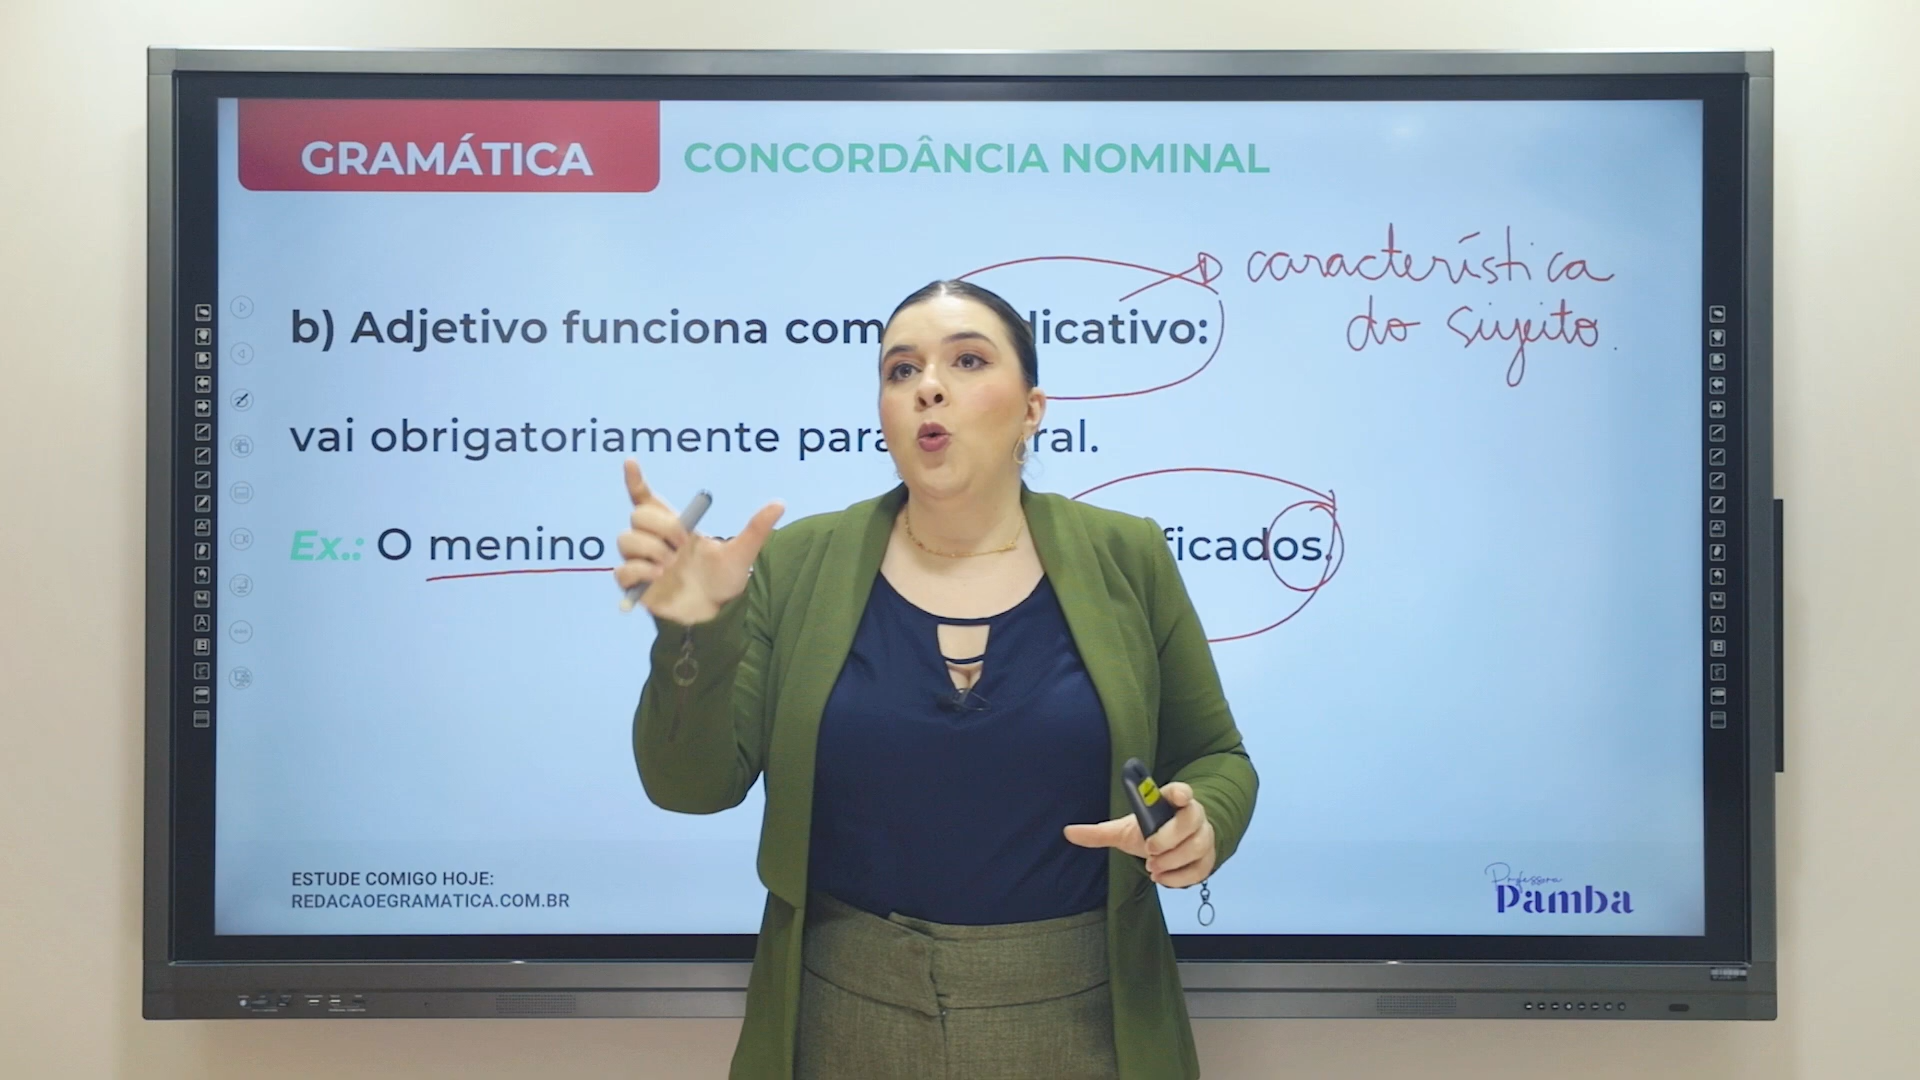 GRAMÁTICA
CONCORDÂNCIA NOMINAL
característica
do sujeito.
b) Adjetivo funciona com dicativo:
vai obrigatoriamente para ral.
Ex.: O menino ficados.
ESTUDE COMIGO HOJE:
REDACAOEGRAMATICA.COM.BR
Professora
Pamba